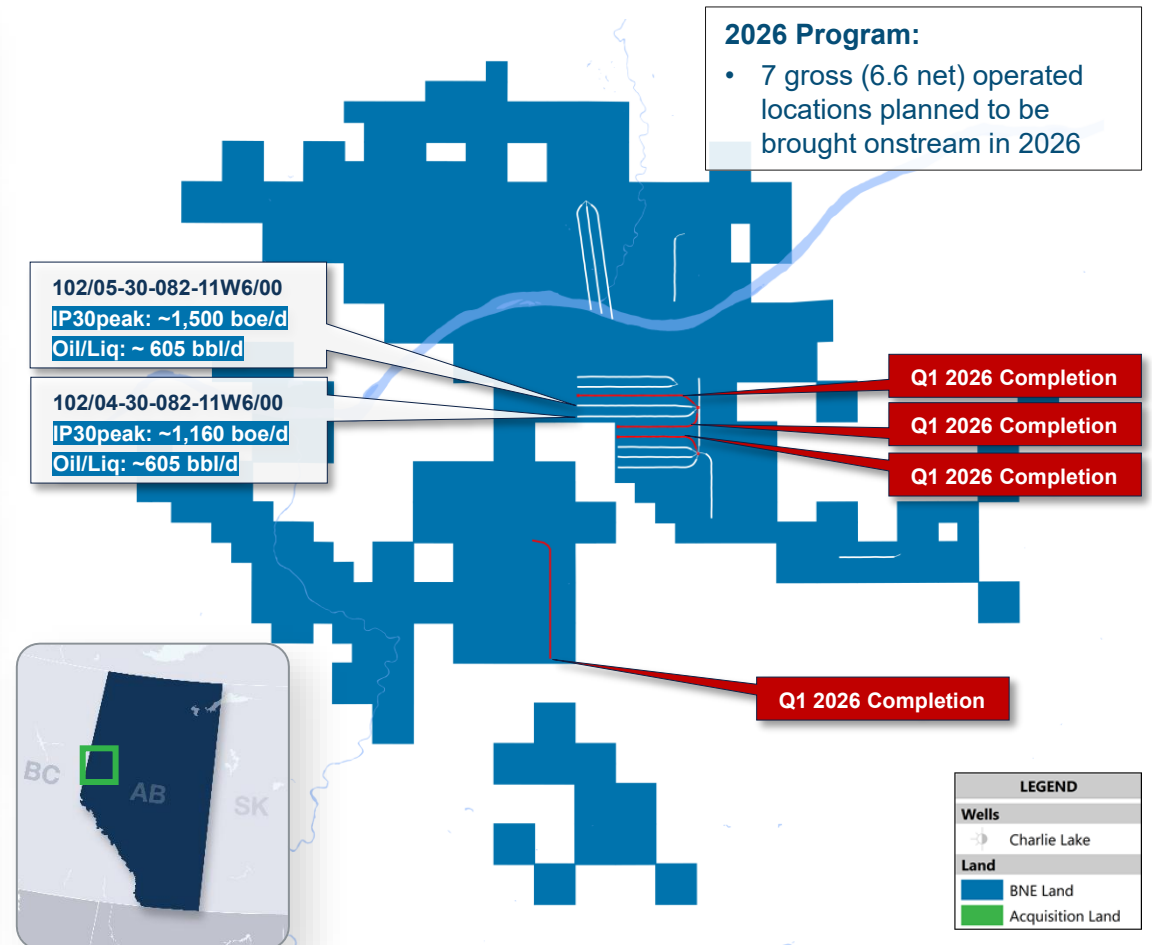 2026 Program:
• 7 gross (6.6 net) operated
locations planned to be
brought onstream in 2026
102/05-30-082-11W6/00
IP30peak: ~1,500 boe/d
Oil/Liq: ~ 605 bbl/d
102/04-30-082-11W6/00
IP30peak: ~1,160 boe/d
Oil/Liq: ~605 bbl/d
Q1 2026 Completion
Q1 2026 Completion
Q1 2026 Completion
Q1 2026 Completion
BC
AB
SK
LEGEND
Wells
Charlie Lake
Land
BNE Land
Acquisition Land